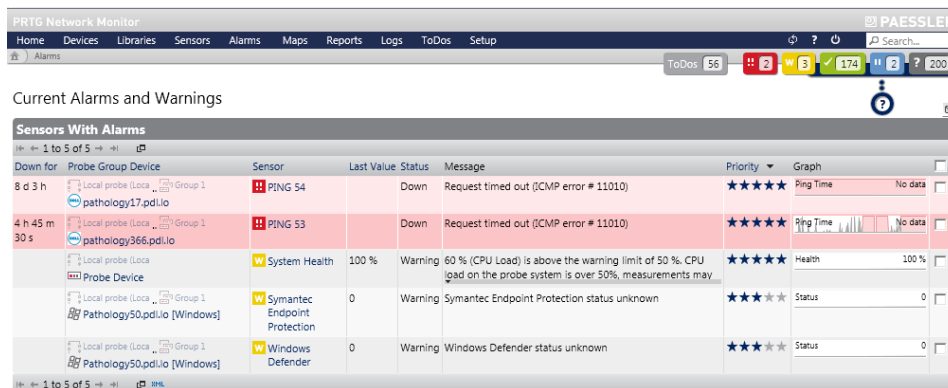 PRTG Network Monitor
PAESSLER
Home Devices Libraries Sensors Alarms Maps Reports Logs ToDos Setup ? Search...
Alarms
ToDos 56 !! 2 W 3 174 2 ? 200
?
Current Alarms and Warnings
Sensors With Alarms
1 to 5 of 5
Down for Probe Group Device Sensor Last Value Status Message Priority Graph
8 d 3 h Local probe (Loca .. Group 1 !! PING 54 Down Request timed out (ICMP error # 11010) Ping Time No data
pathology17.pdl.io
4 h 45 m Local probe (Loca .. Group 1 !! PING 53 Down Request timed out (ICMP error # 11010) Ping Time No data
30 s pathology366.pdl.io
Local probe (Loca W System Health 100 % Warning 60 % (CPU Load) is above the warning limit of 50 %. CPU Health 100 %
Probe Device load on the probe system is over 50%, measurements may
Local probe (Loca .. Group 1 W Symantec 0 Warning Symantec Endpoint Protection status unknown Status 0
Pathology50.pdl.io [Windows] Endpoint
Protection
Local probe (Loca .. Group 1 W Windows 0 Warning Windows Defender status unknown Status 0
Pathology50.pdl.io [Windows] Defender
1 to 5 of 5 XML